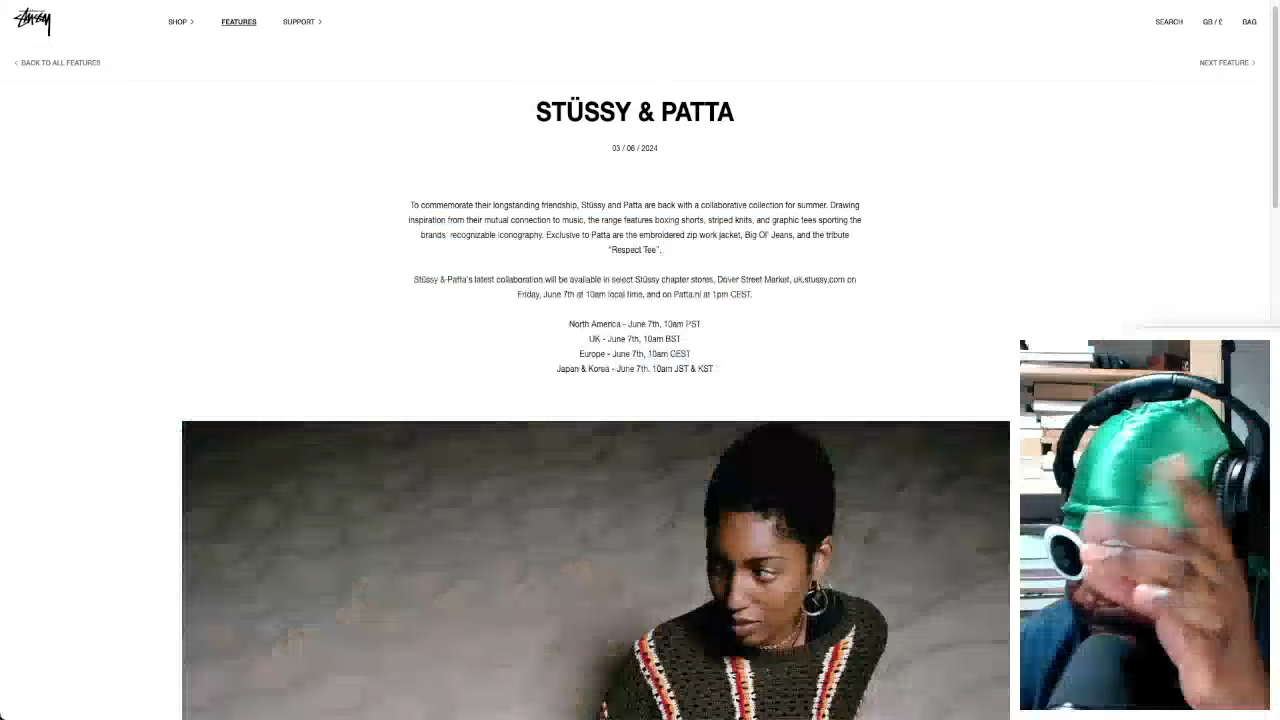 Stüssy
SHOP
FEATURES
SUPPORT
SEARCH
GB / £
BAG
BACK TO ALL FEATURES
NEXT FEATURE
STÜSSY & PATTA
03 / 06 / 2024
To commemorate their longstanding friendship, Stüssy and Patta are back with a collaborative collection for summer. Drawing
inspiration from their mutual connection to music, the range features boxing shorts, striped knits, and graphic tees sporting the
brands' recognizable iconography. Exclusive to Patta are the embroidered zip work jacket, Big Ol' Jeans, and the tribute
"Respect Tee".
Stüssy & Patta's latest collaboration will be available in select Stüssy chapter stores, Dover Street Market, uk.stussy.com on
Friday, June 7th at 10am local time, and on Patta.nl at 1pm CEST.
North America - June 7th, 10am PST
UK - June 7th, 10am BST
Europe - June 7th, 10am CEST
Japan & Korea - June 7th. 10am JST & KST